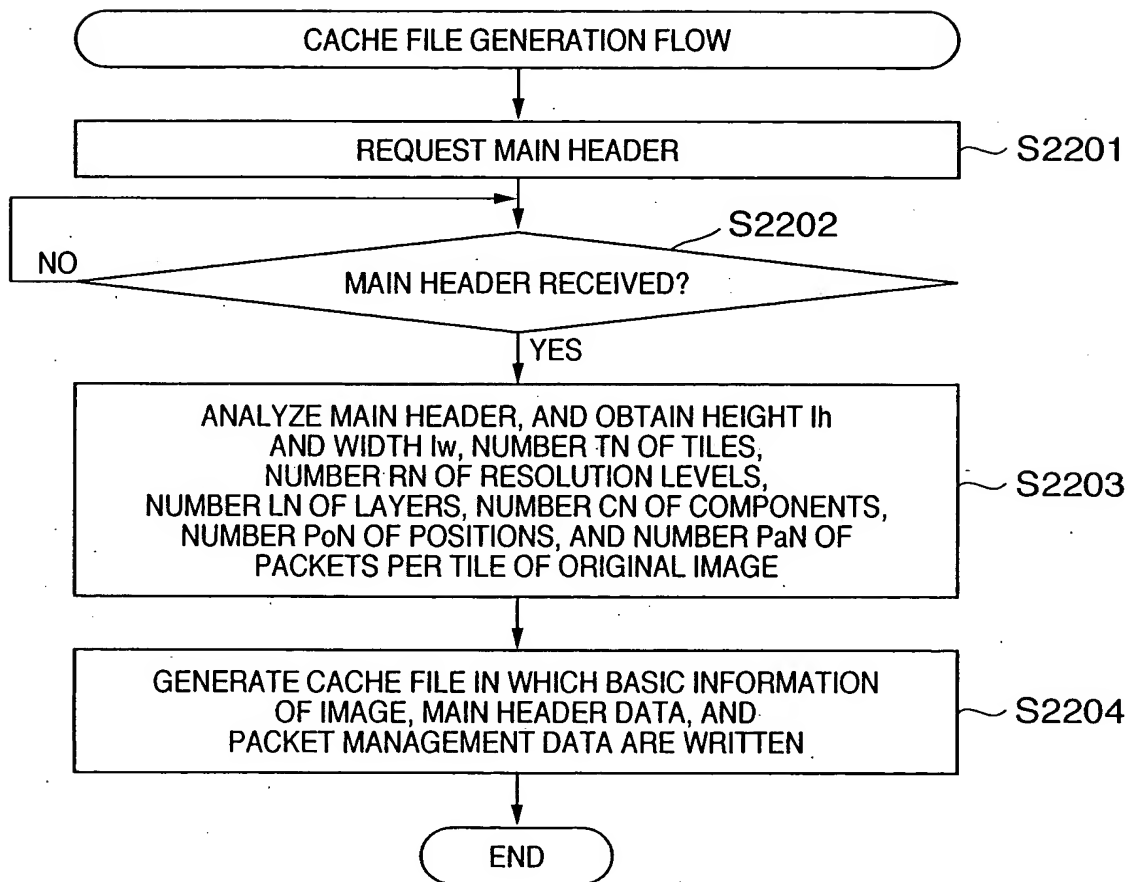 CACHE FILE GENERATION FLOW
REQUEST MAIN HEADER
S2201
S2202
NO
MAIN HEADER RECEIVED?
YES
ANALYZE MAIN HEADER, AND OBTAIN HEIGHT Ih
AND WIDTH Iw, NUMBER TN OF TILES,
NUMBER RN OF RESOLUTION LEVELS,
NUMBER LN OF LAYERS, NUMBER CN OF COMPONENTS,
NUMBER PoN OF POSITIONS, AND NUMBER PaN OF
PACKETS PER TILE OF ORIGINAL IMAGE
S2203
GENERATE CACHE FILE IN WHICH BASIC INFORMATION
OF IMAGE, MAIN HEADER DATA, AND
PACKET MANAGEMENT DATA ARE WRITTEN
S2204
END